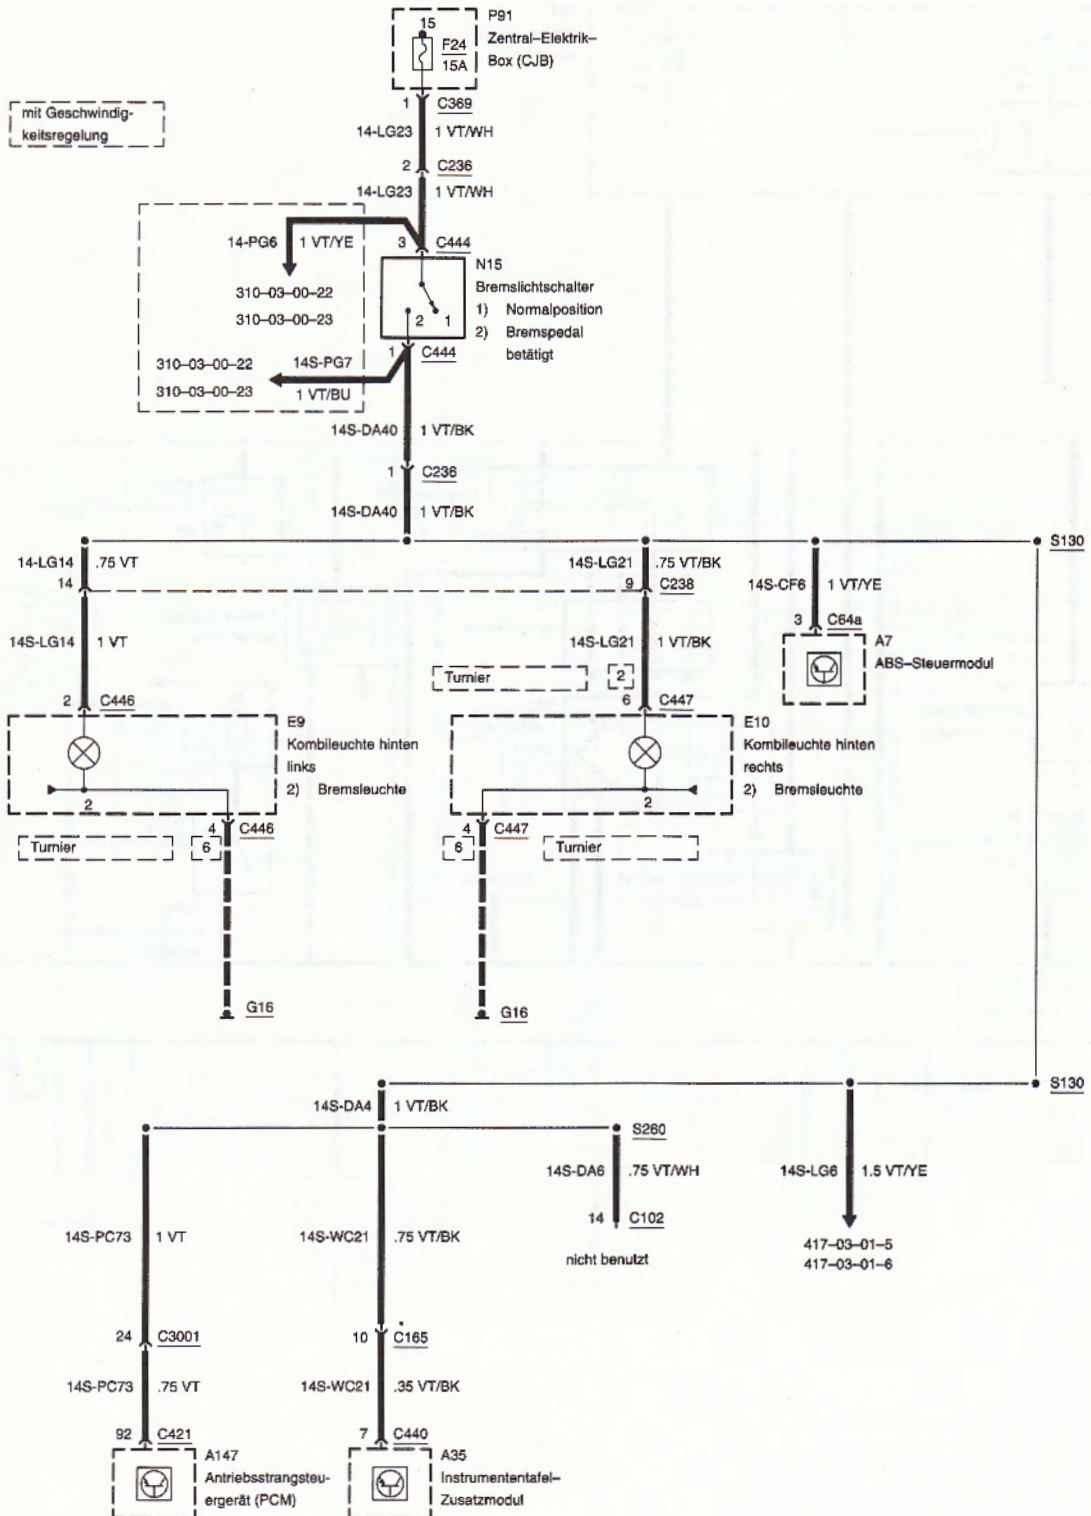 P91
15
Zentral–Elektrik–
F24
Box (CJB)
15A
mit Geschwindig-
keitsregelung
1 C369
14-LG23 1 VT/WH
2 C236
14-LG23 1 VT/WH
14-PG6 1 VT/YE
3 C444
N15
Bremslichtschalter
310–03–00–22
1) Normalposition
310–03–00–23
2 1
2) Bremspedal
betätigt
1 C444
310–03–00–22 14S-PG7
310–03–00–23 1 VT/BU
14S-DA40 1 VT/BK
1 C236
14S-DA40 1 VT/BK
S130
14-LG14 .75 VT
14S-LG21 .75 VT/BK
14
9 C238
14S-CF6 1 VT/YE
3 C64a
14S-LG14 1 VT
14S-LG21 1 VT/BK
A7
ABS–Steuermodul
Turnier 2
2 C446
6 C447
E9
Kombileuchte hinten
links
2) Bremsleuchte
2
E10
Kombileuchte hinten
rechts
2) Bremsleuchte
2
4 C446
Turnier 6
4 C447
6 Turnier
G16
G16
S130
14S-DA4 1 VT/BK
S260
14S-DA6 .75 VT/WH
14S-LG6 1.5 VT/YE
14 C102
nicht benutzt
417–03–01–5
417–03–01–6
14S-PC73 1 VT
14S-WC21 .75 VT/BK
24 C3001
10 C165
14S-PC73 .75 VT
14S-WC21 .35 VT/BK
92 C421
7 C440
A147
Antriebsstrangsteu-
ergerät (PCM)
A35
Instrumententafel–
Zusatzmodul